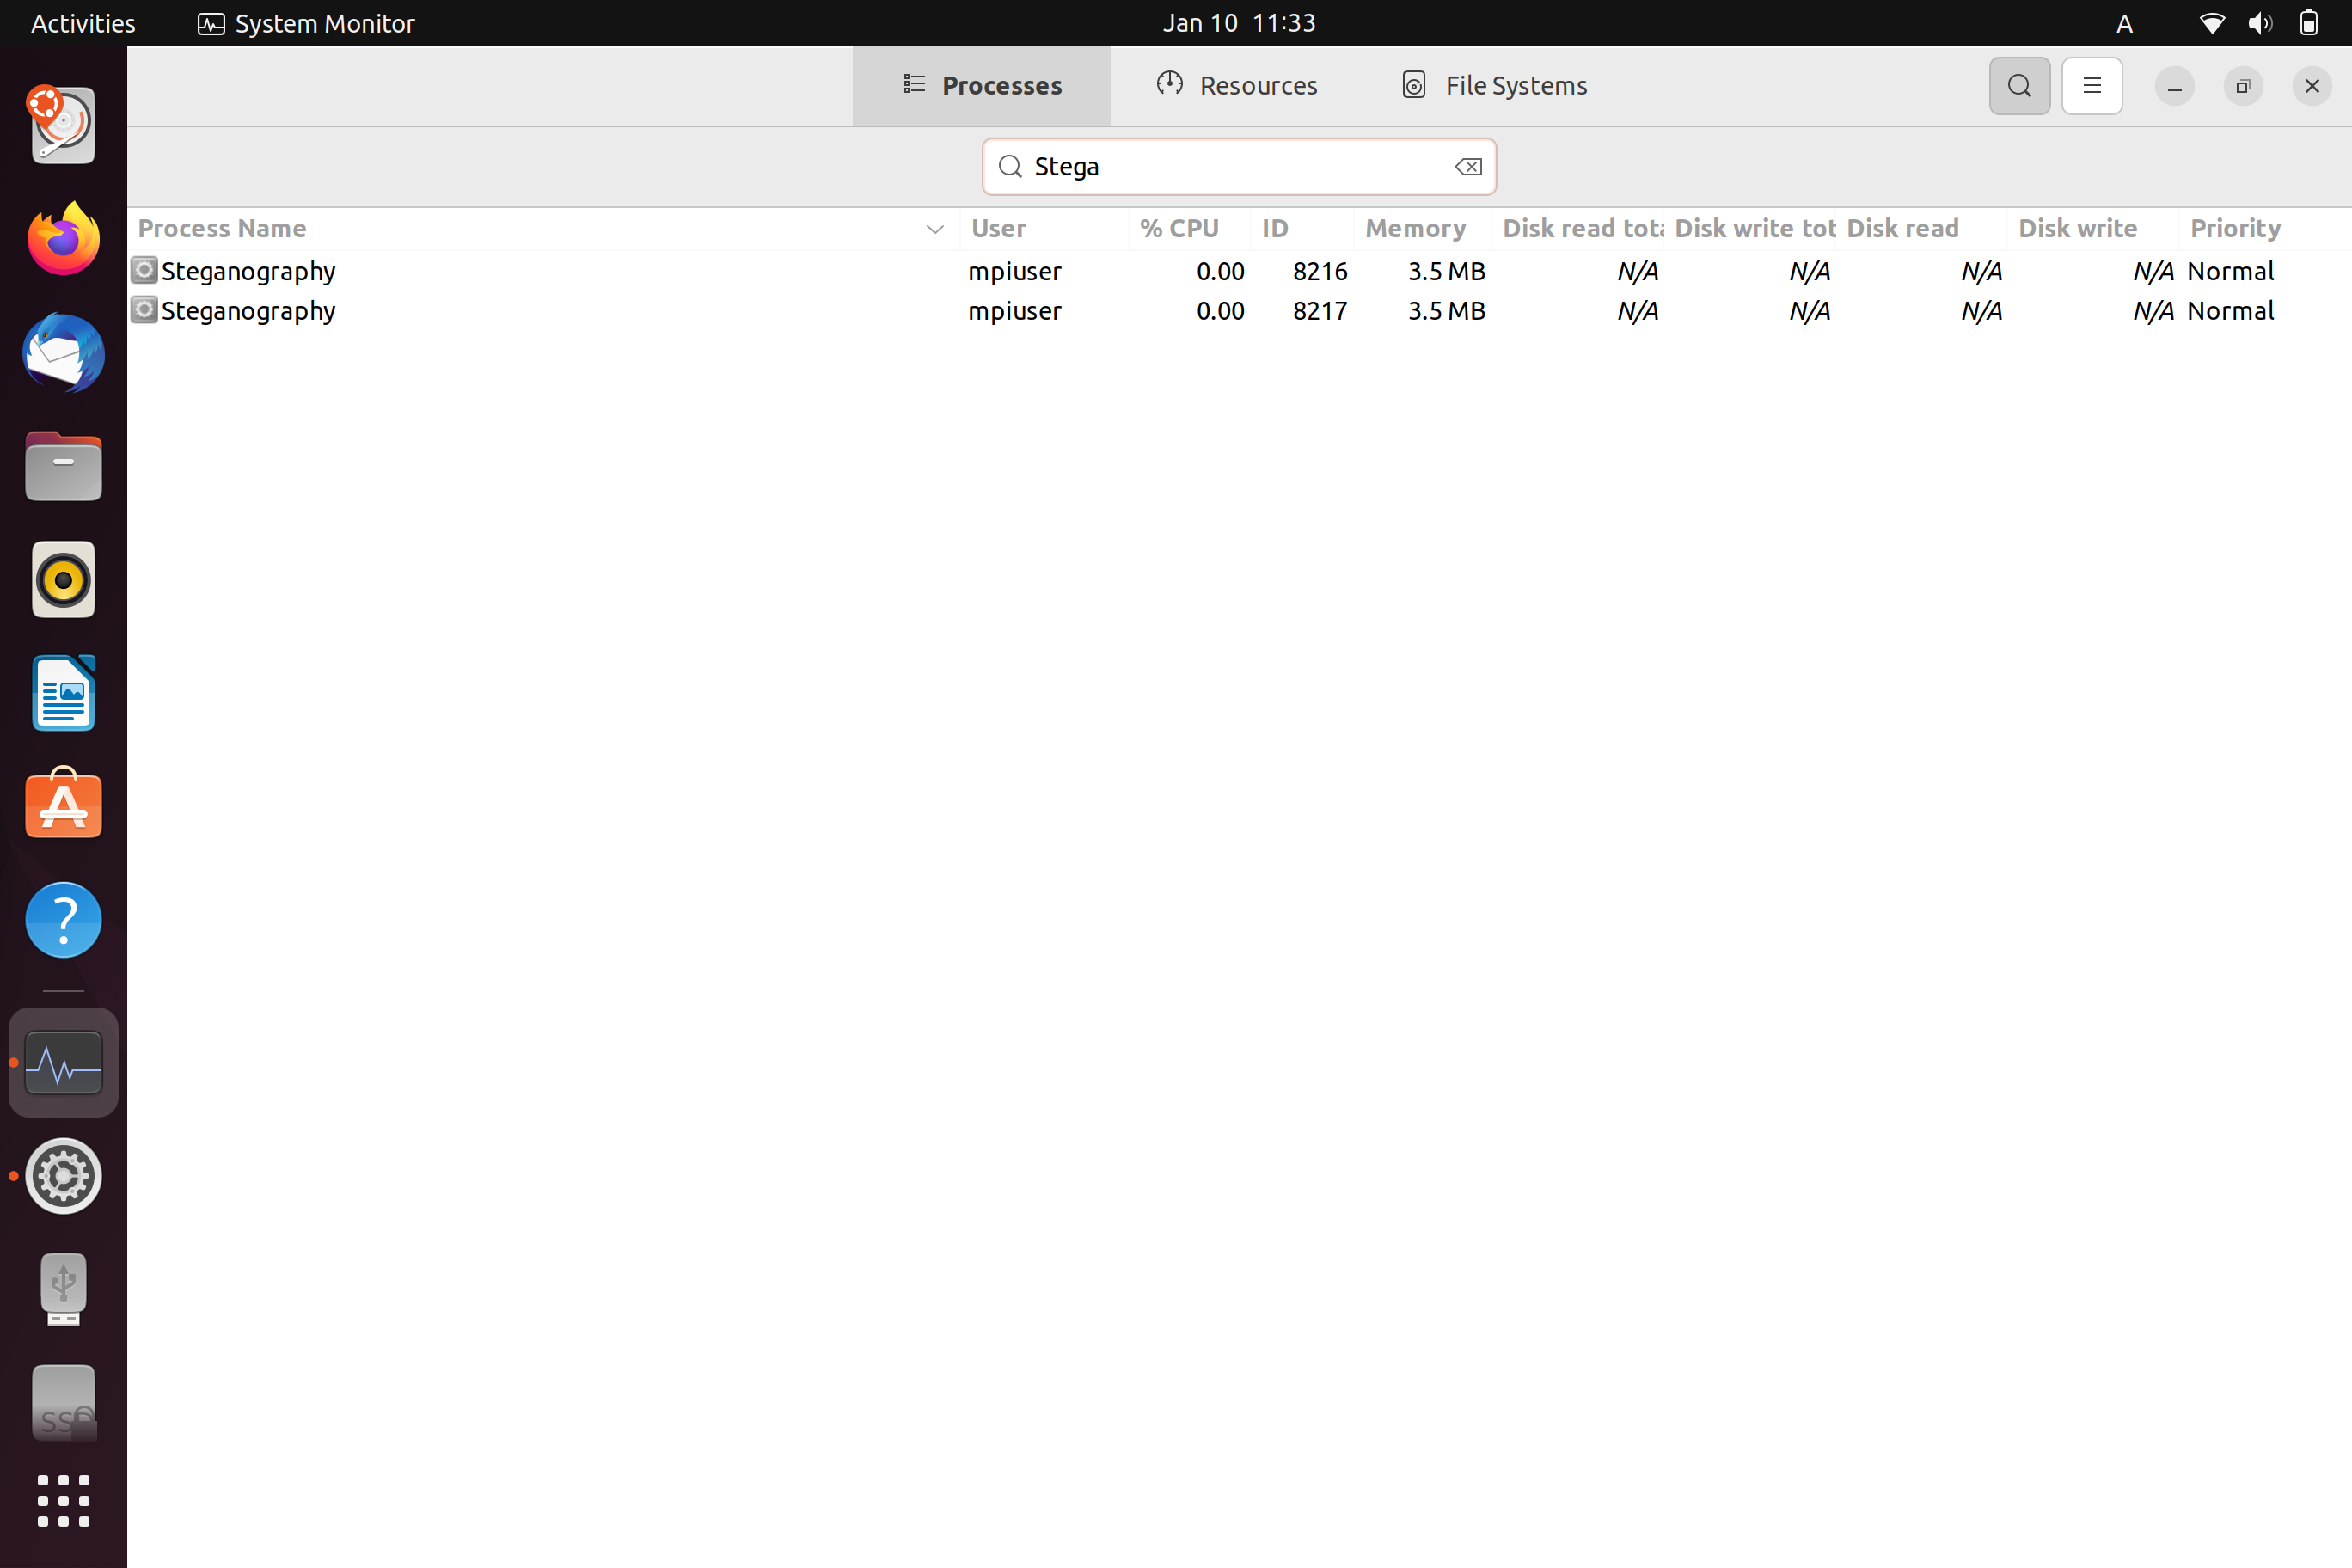 Activities System Monitor Jan 10 11:33 A
Processes Resources File Systems
Stega
Process Name User % CPU ID Memory Disk read tota Disk write tot Disk read Disk write Priority
Steganography mpiuser 0.00 8216 3.5 MB N/A N/A N/A N/A Normal
Steganography mpiuser 0.00 8217 3.5 MB N/A N/A N/A N/A Normal
?
SSD